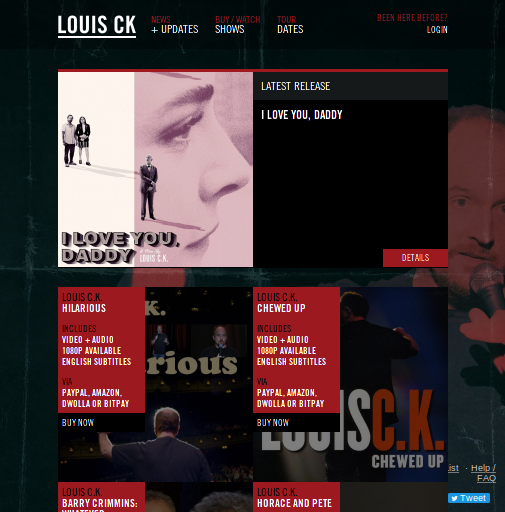 LOUIS CK
NEWS
+ UPDATES
BUY / WATCH
SHOWS
TOUR
DATES
BEEN HERE BEFORE?
LOGIN
I LOVE YOU,
DADDY
LOUIS C.K.
LATEST RELEASE
I LOVE YOU, DADDY
DETAILS
LOUIS C.K.
HILARIOUS
INCLUDES
VIDEO + AUDIO
1080P AVAILABLE
ENGLISH SUBTITLES
VIA
PAYPAL, AMAZON,
DWOLLA OR BITPAY
BUY NOW
K.
rious
LOUIS C.K.
CHEWED UP
INCLUDES
VIDEO + AUDIO
1080P AVAILABLE
ENGLISH SUBTITLES
VIA
PAYPAL, AMAZON,
DWOLLA OR BITPAY
BUY NOW
LOUIS C.K.
CHEWED UP
ist · Help /
FAQ
Tweet
LOUIS C.K.
BARRY CRIMMINS:
LOUIS C.K.
HORACE AND PETE